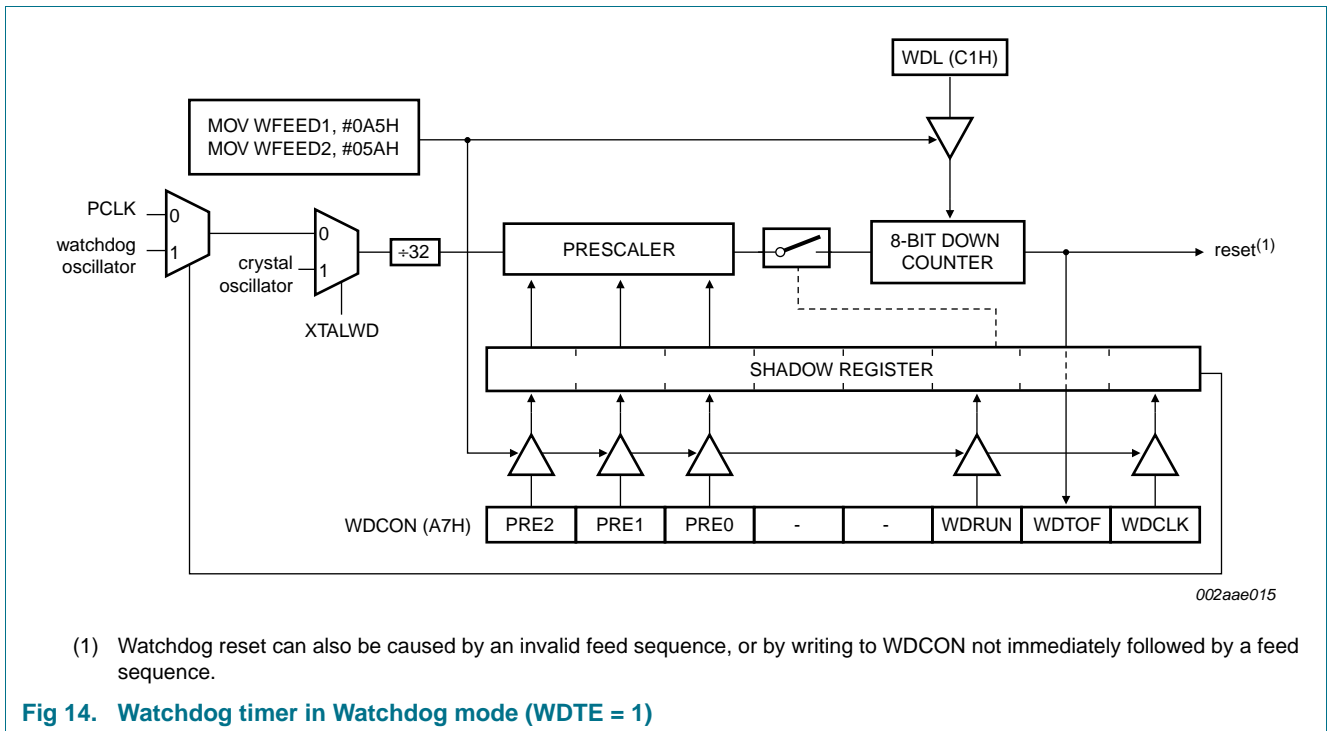 WDL (C1H)
MOV WFEED1, #0A5H
MOV WFEED2, #05AH
PCLK
0
watchdog
oscillator
1
0
crystal
oscillator
1
XTALWD
÷32
PRESCALER
8-BIT DOWN
COUNTER
reset(1)
SHADOW REGISTER
WDCON (A7H)
PRE2
PRE1
PRE0
-
-
WDRUN
WDTOF
WDCLK
002aae015
(1) Watchdog reset can also be caused by an invalid feed sequence, or by writing to WDCON not immediately followed by a feed
sequence.
Fig 14. Watchdog timer in Watchdog mode (WDTE = 1)